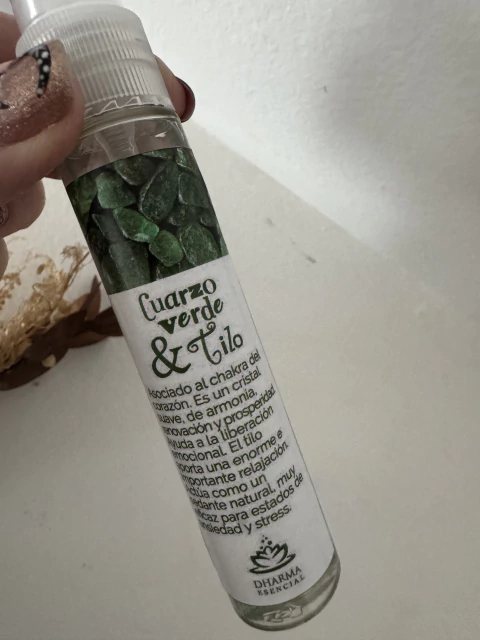 Cuarzo
verde
& Tilo
Asociado al chakra del
corazón. Es un cristal
suave, de armonía,
renovación y prosperidad.
Ayuda a la liberación
emocional. El tilo
aporta una enorme e
importante relajación.
Actúa como un
sedante natural, muy
eficaz para estados de
ansiedad y stress.
DHARMA
ESENCIAL